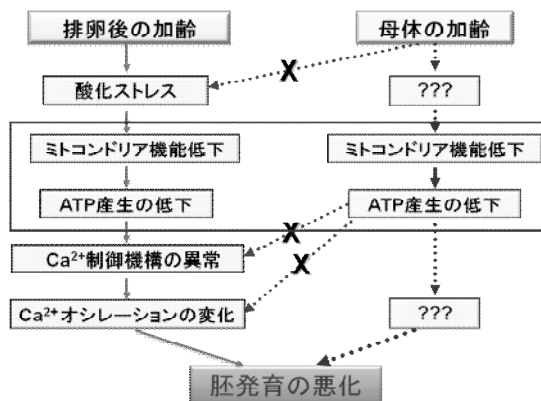 排卵後の加齢
母体の加齢
X
酸化ストレス
???
ミトコンドリア機能低下
ミトコンドリア機能低下
ATP産生の低下
ATP産生の低下
X
Ca²⁺制御機構の異常
X
Ca²⁺オシレーションの変化
???
胚発育の悪化